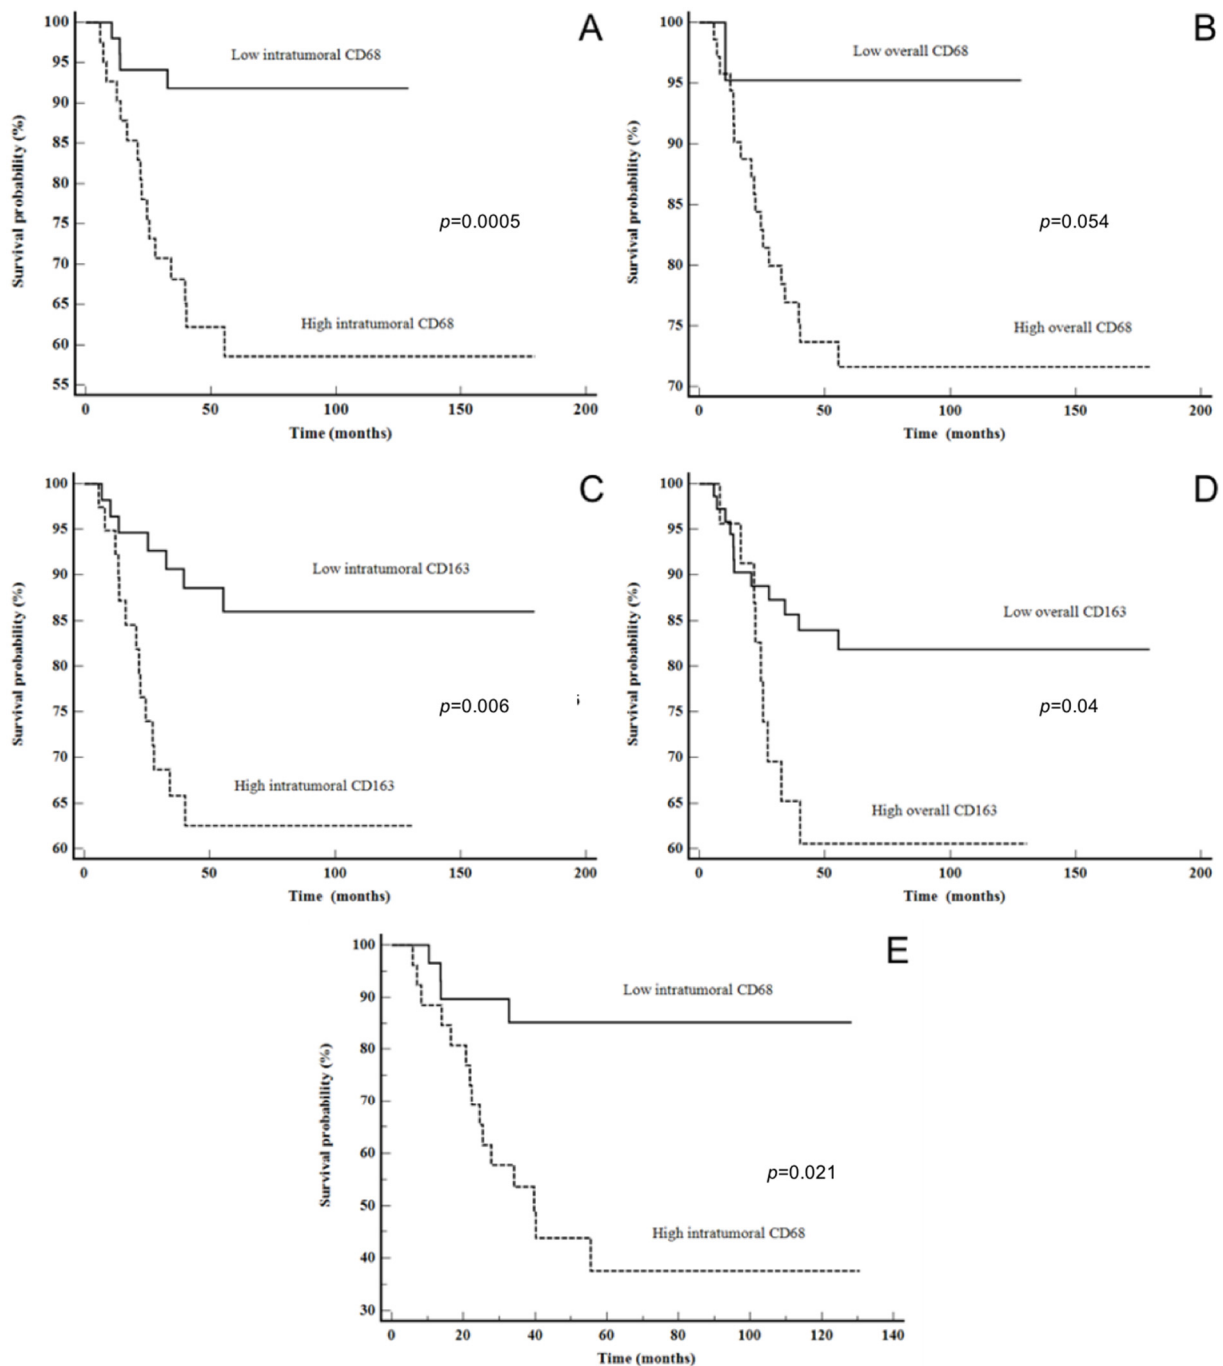 A
100
95
90
85
80
75
70
65
60
55
Survival probability (%)
Low intratumoral CD68
p=0.0005
High intratumoral CD68
0 50 100 150 200
Time (months)
B
100
95
90
85
80
75
70
Survival probability (%)
Low overall CD68
p=0.054
High overall CD68
0 50 100 150 200
Time (months)
C
100
95
90
85
80
75
70
65
60
Survival probability (%)
Low intratumoral CD163
p=0.006
High intratumoral CD163
0 50 100 150 200
Time (months)
D
100
95
90
85
80
75
70
65
60
Survival probability (%)
Low overall CD163
p=0.04
High overall CD163
0 50 100 150 200
Time (months)
E
100
90
80
70
60
50
40
30
Survival probability (%)
Low intratumoral CD68
p=0.021
High intratumoral CD68
0 20 40 60 80 100 120 140
Time (months)